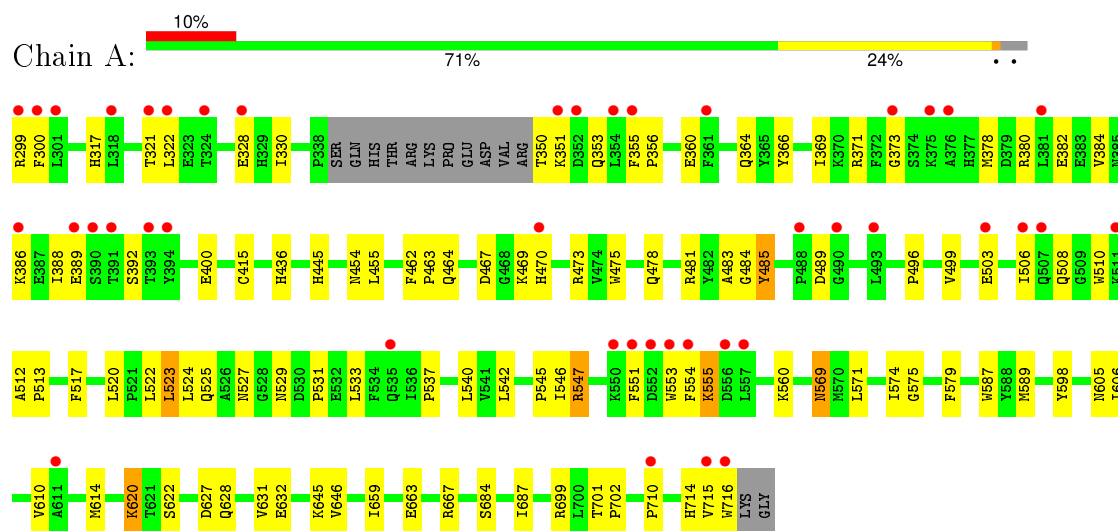 10%
Chain A:
71% 24% • •
R299 F300 L301 H317 L318 T321 L322 E323 T324 E328 H329 I330 P338 SER GLN HIS THR ARG LYS PRO GLU ASP VAL ARG T350 K351 D352 Q353 L354 F355 P356 E360 F361 Q364 Y365 Y366 I369 K370 R371 F372 G373 S374 K375 A376 H377 M378 D379 R380 L381 E382 E383 V384 N385
K386 E387 I388 E389 S390 T391 S392 T393 Y394 E400 C415 H436 H445 N454 L455 F462 P463 Q464 D467 G468 K469 H470 R473 V474 W475 Q478 R481 Y482 A483 G484 Y485 P488 D489 G490 L493 P496 V499 E503 I506 Q507 Q508 G509 W510 K511
A512 P513 F517 L520 P521 L522 L523 L524 Q525 A526 N527 G528 N529 D530 P531 E532 L533 F534 Q535 I536 P537 L540 V541 L542 P545 I546 R547 K550 F551 D552 W553 F554 K555 D556 L557 K560 N569 M570 L571 I574 G575 F579 W587 Y588 M589 Y598 N605 I606
V610 A611 M614 K620 T621 S622 D627 Q628 V631 E632 K645 V646 I659 E663 R667 S684 I687 R699 L700 T701 P702 P710 H714 V715 W716 LYS GLY